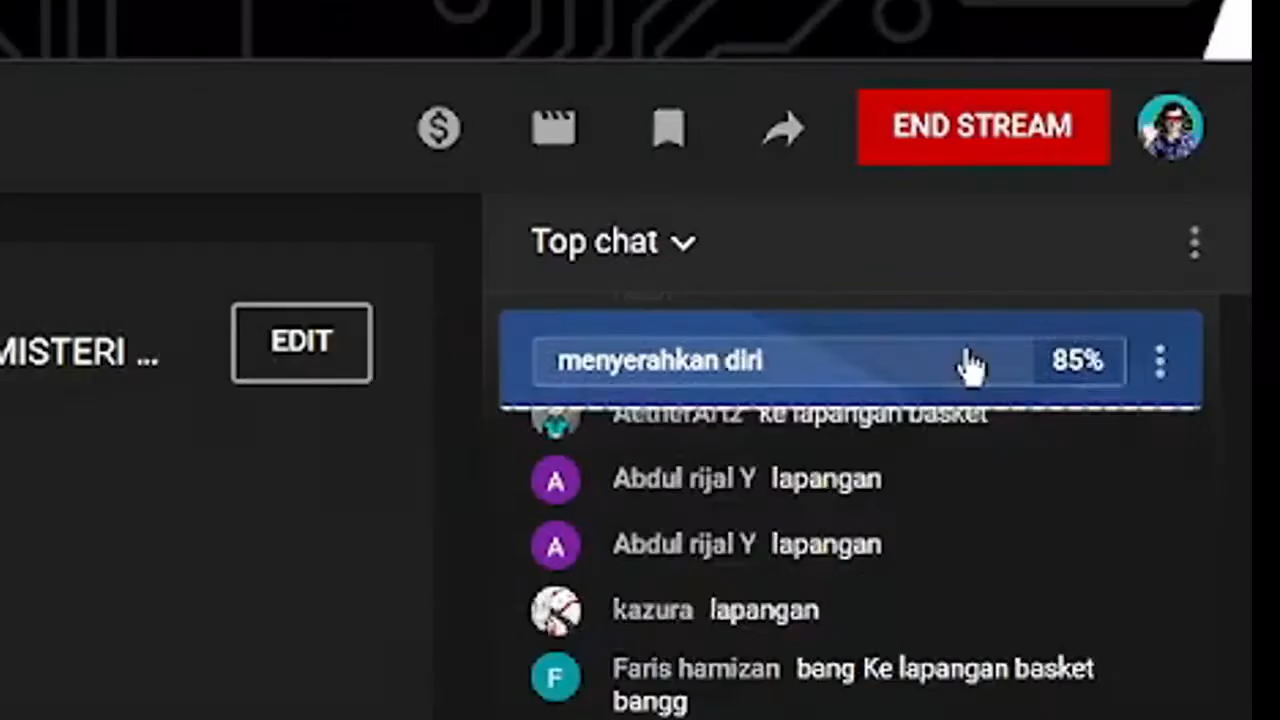 END STREAM
Top chat
MISTERI ...
EDIT
menyerahkan diri 85%
AetherArtz ke lapangan basket
A Abdul rijal Y lapangan
A Abdul rijal Y lapangan
kazura lapangan
F Faris hamizan bang Ke lapangan basket
bangg